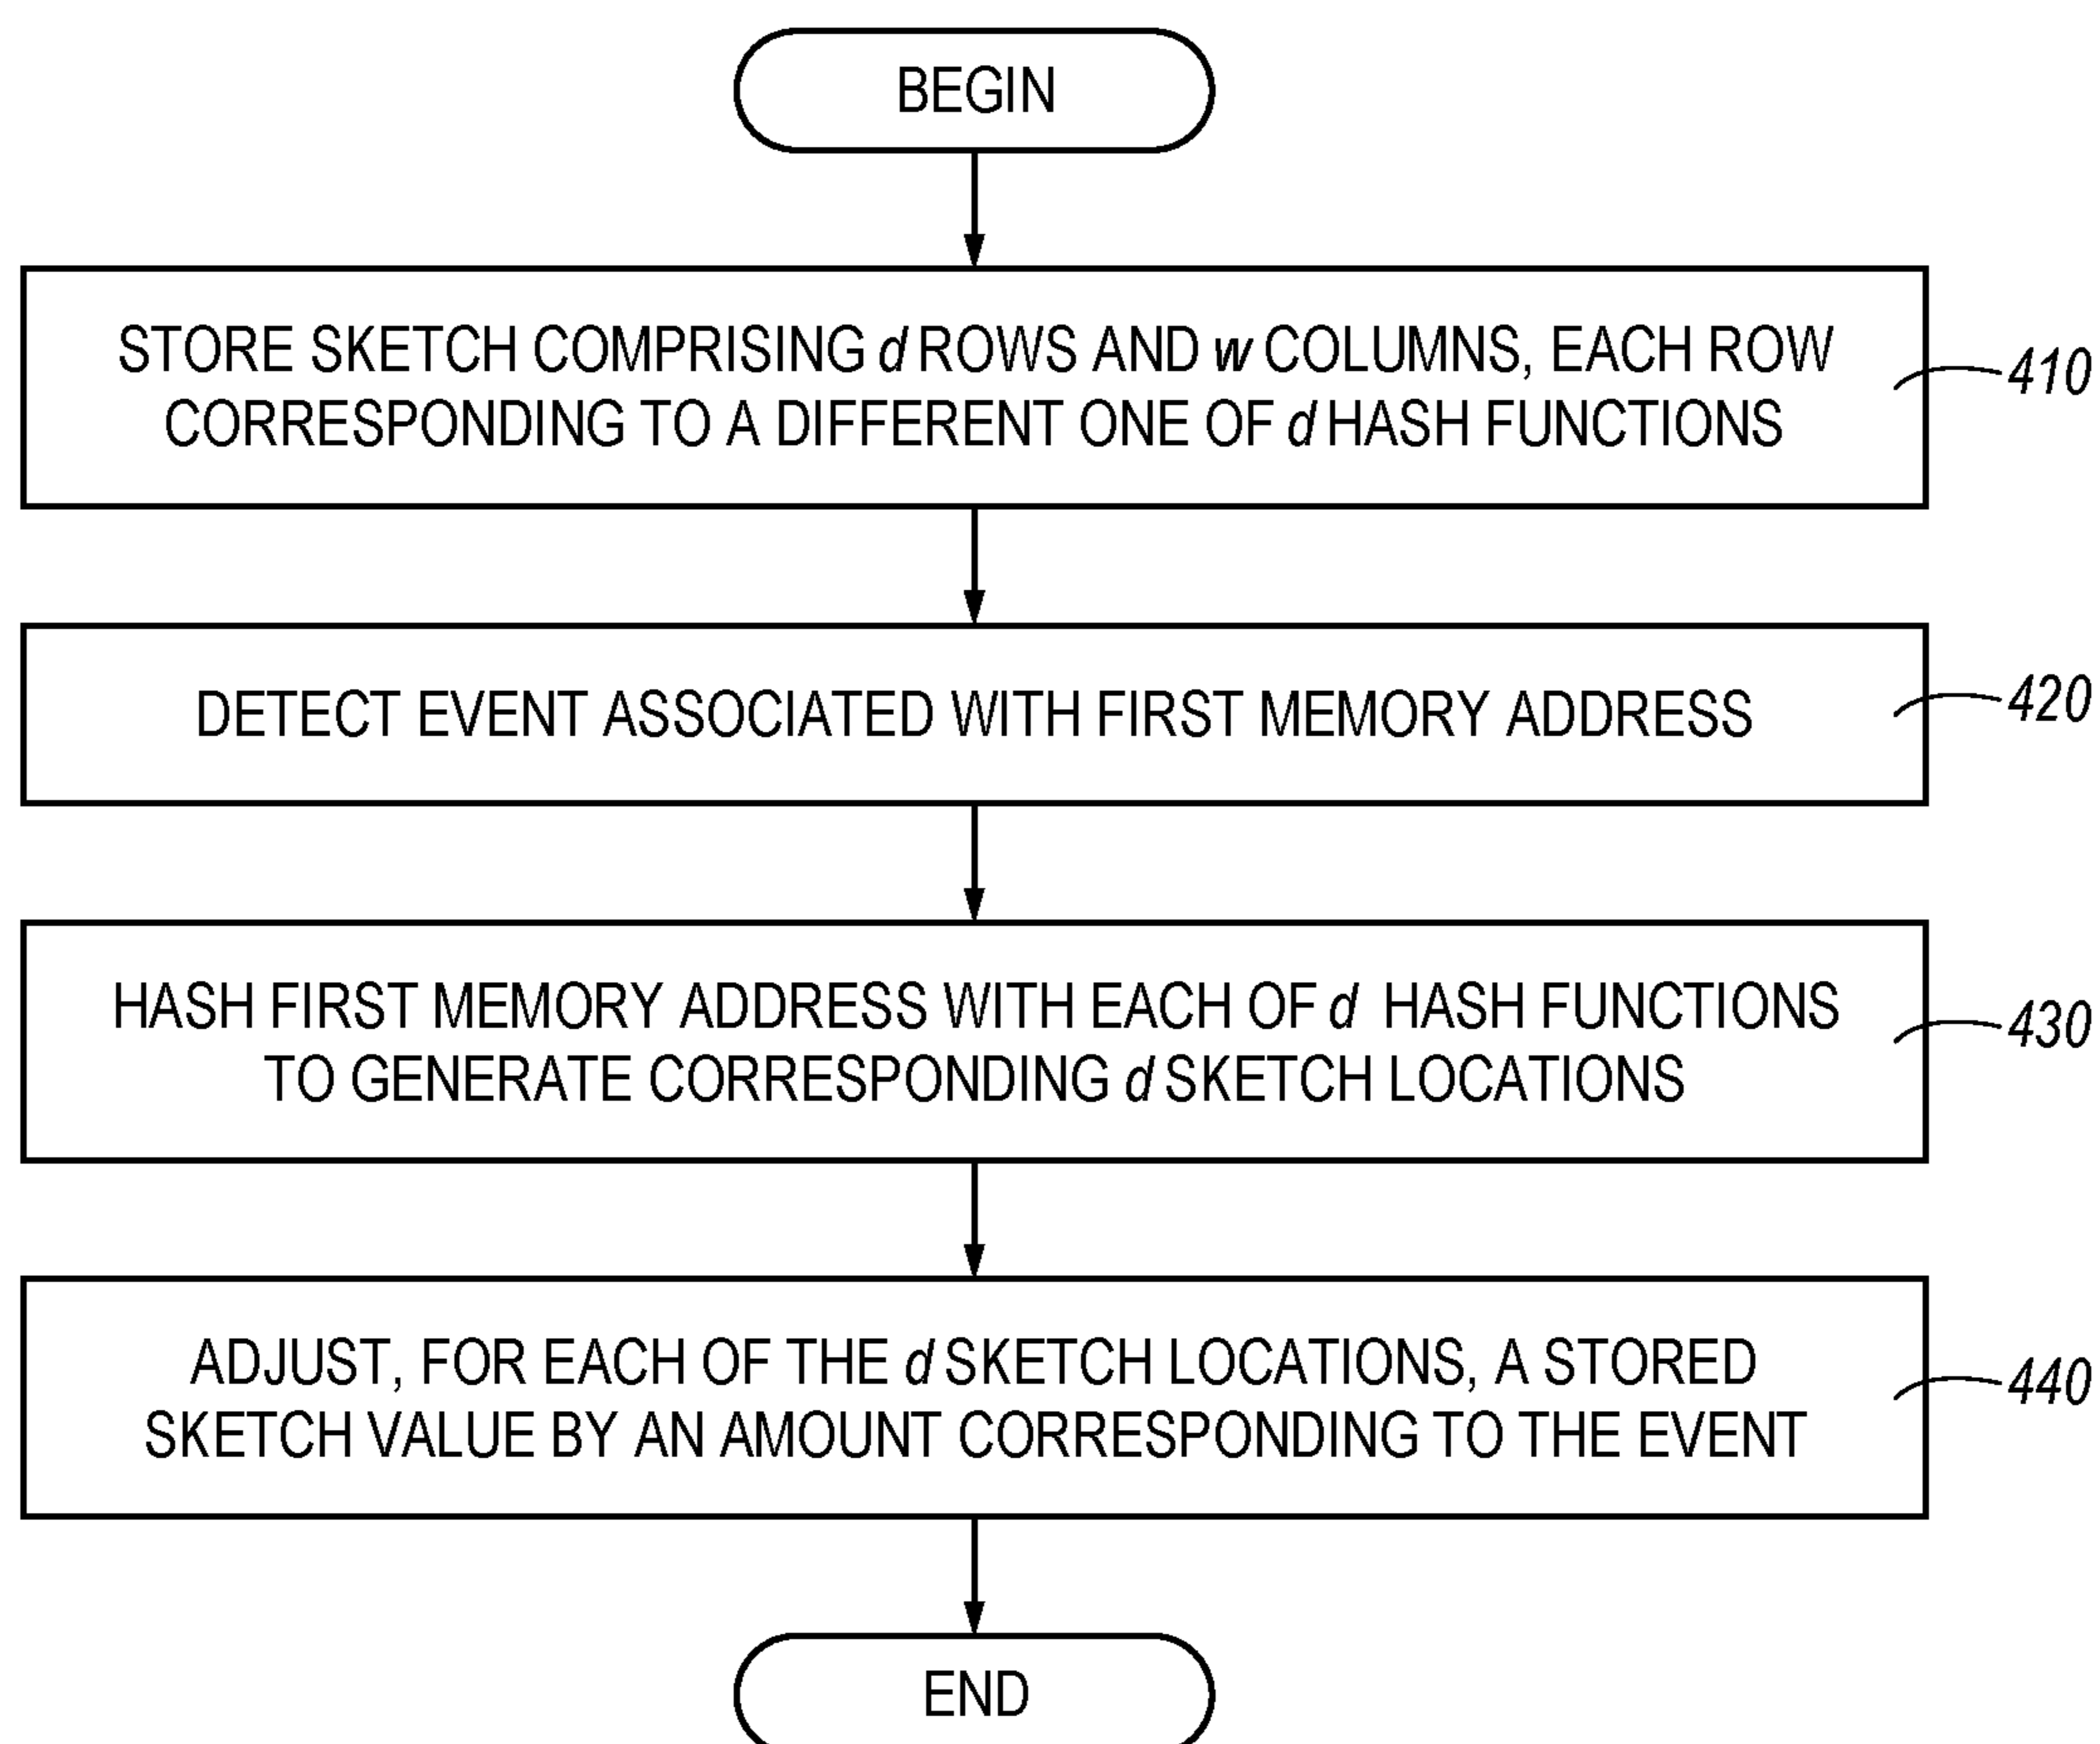 BEGIN
STORE SKETCH COMPRISING d ROWS AND w COLUMNS, EACH ROW
CORRESPONDING TO A DIFFERENT ONE OF d HASH FUNCTIONS
410
DETECT EVENT ASSOCIATED WITH FIRST MEMORY ADDRESS
420
HASH FIRST MEMORY ADDRESS WITH EACH OF d HASH FUNCTIONS
TO GENERATE CORRESPONDING d SKETCH LOCATIONS
430
ADJUST, FOR EACH OF THE d SKETCH LOCATIONS, A STORED
SKETCH VALUE BY AN AMOUNT CORRESPONDING TO THE EVENT
440
END